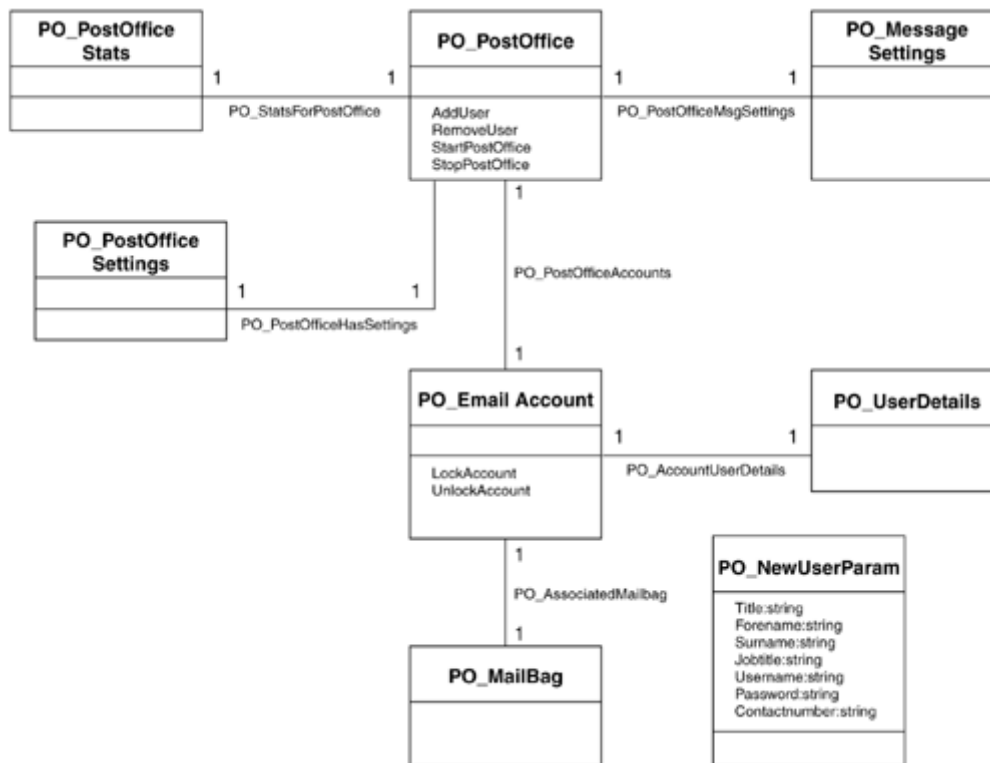 PO_PostOffice
Stats
1
1
PO_StatsForPostOffice
PO_PostOffice
AddUser
RemoveUser
StartPostOffice
StopPostOffice
1
1
PO_PostOfficeMsgSettings
PO_Message
Settings
PO_PostOffice
Settings
1
1
PO_PostOfficeHasSettings
1
PO_PostOfficeAccounts
1
PO_Email Account
LockAccount
UnlockAccount
1
1
PO_AccountUserDetails
PO_UserDetails
1
PO_AssociatedMailbag
1
PO_MailBag
PO_NewUserParam
Title:string
Forename:string
Surname:string
Jobtitle:string
Username:string
Password:string
Contactnumber:string